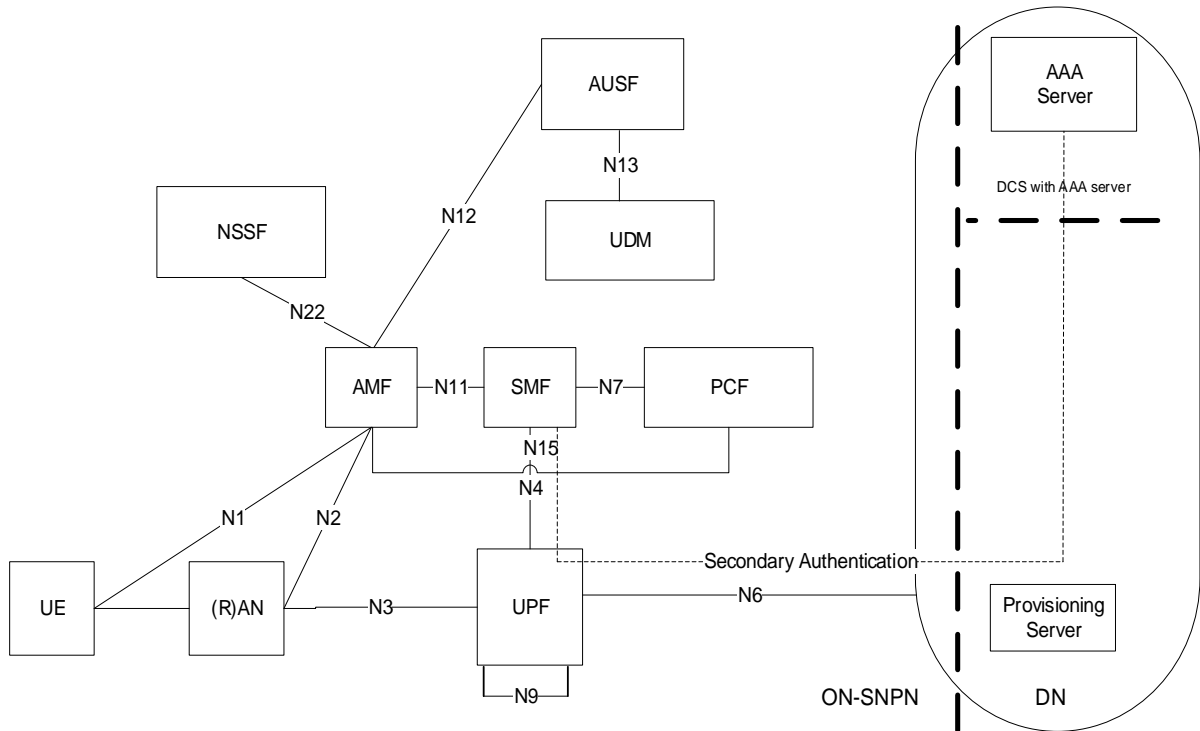 AAA
Server
AUSF
N13
DCS with AAA server
N12
NSSF
UDM
N22
AMF
N11
SMF
N7
PCF
N15
N4
N1
N2
Secondary Authentication
UE
(R)AN
N3
UPF
N6
Provisioning
Server
N9
ON-SNPN
DN